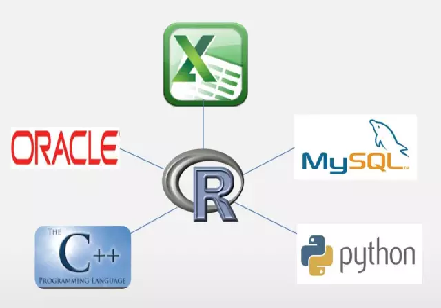 X
ORACLE
MySQL
R
THE
C++
PROGRAMMING LANGUAGE
python